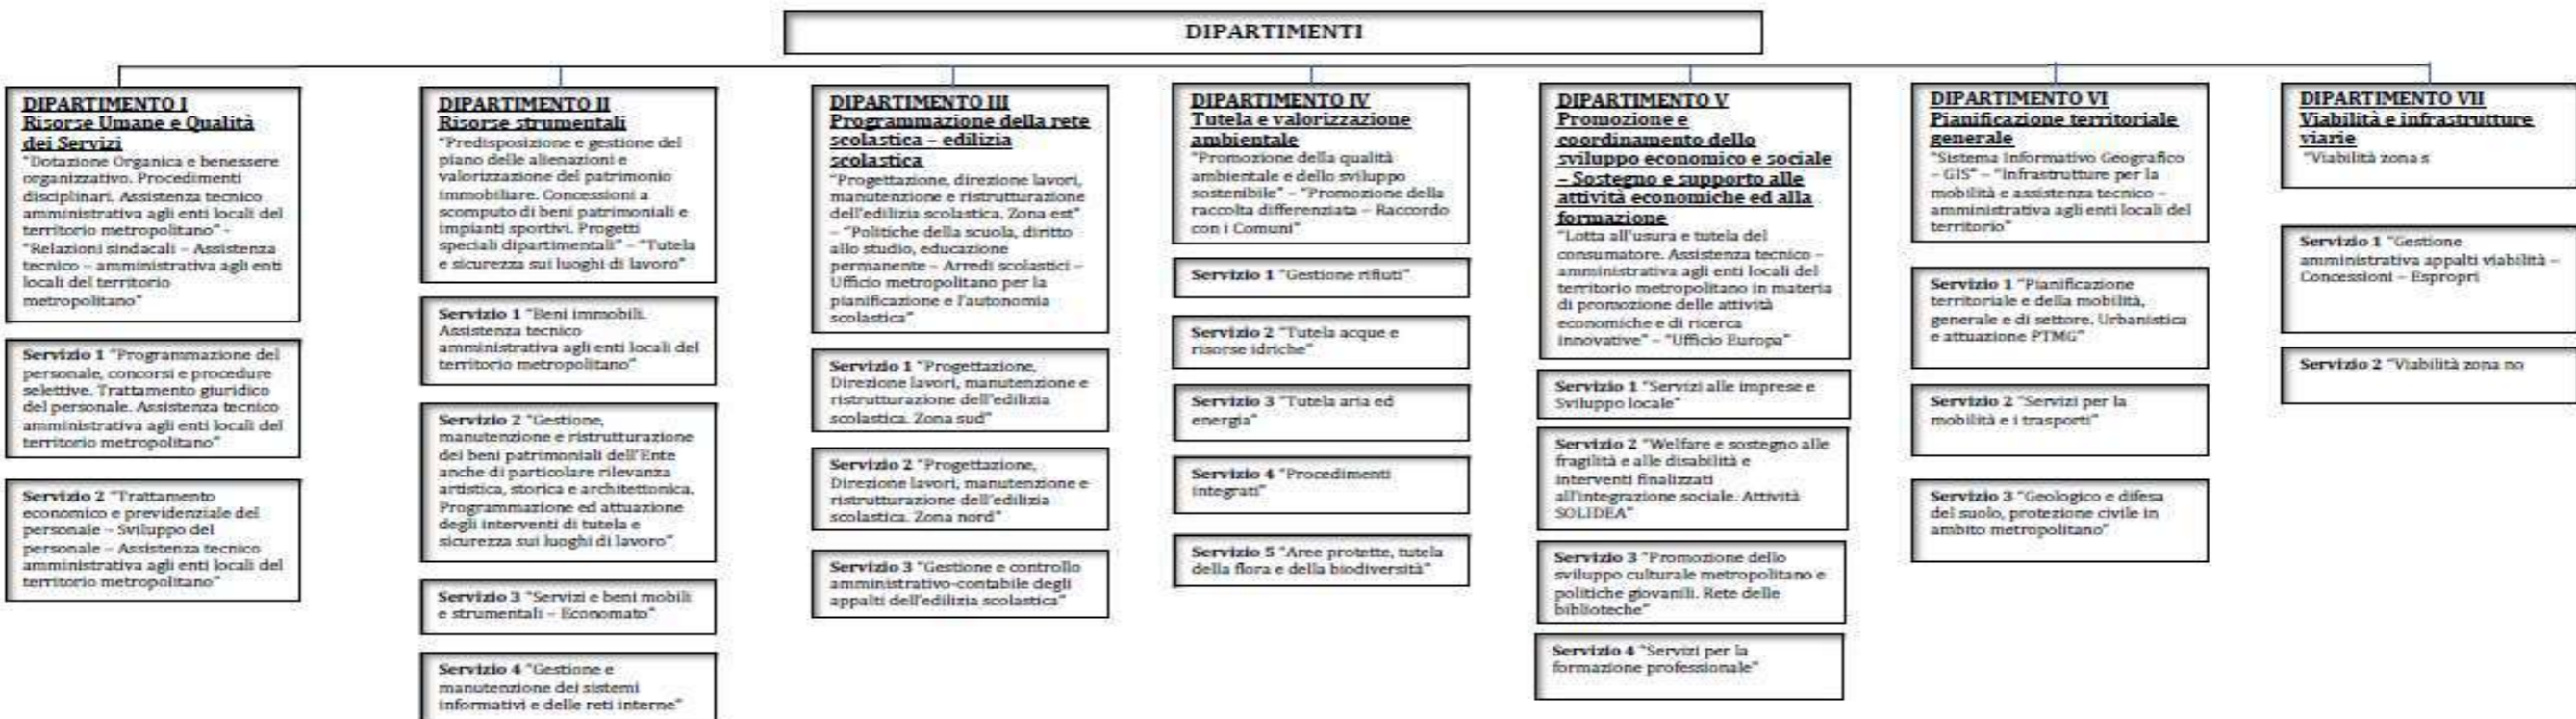 DIPARTIMENTI
DIPARTIMENTO I
Risorse Umane e Qualità
dei Servizi
"Dotazione Organica e benessere
organizzativo. Procedimenti
disciplinari. Assistenza tecnico
amministrativa agli enti locali del
territorio metropolitano" -
"Relazioni sindacali – Assistenza
tecnico – amministrativa agli enti
locali del territorio
metropolitano"
Servizio 1 "Programmazione del
personale, concorsi e procedure
selettive. Trattamento giuridico
del personale. Assistenza tecnico
amministrativa agli enti locali del
territorio metropolitano"
Servizio 2 "Trattamento
economico e previdenziale del
personale – Sviluppo del
personale – Assistenza tecnico
amministrativa agli enti locali del
territorio metropolitano"
DIPARTIMENTO II
Risorse strumentali
"Predisposizione e gestione del
piano delle alienazioni e
valorizzazione del patrimonio
immobiliare. Concessioni a
scomputo di beni patrimoniali e
impianti sportivi. Progetti
speciali dipartimentali" – "Tutela
e sicurezza sui luoghi di lavoro"
Servizio 1 "Beni immobili.
Assistenza tecnico
amministrativa agli enti locali del
territorio metropolitano"
Servizio 2 "Gestione,
manutenzione e ristrutturazione
dei beni patrimoniali dell'Ente
anche di particolare rilevanza
artistica, storica e architettonica.
Programmazione ed attuazione
degli interventi di tutela e
sicurezza sui luoghi di lavoro"
Servizio 3 "Servizi e beni mobili
e strumentali – Economato"
Servizio 4 "Gestione e
manutenzione dei sistemi
informativi e delle reti interne"
DIPARTIMENTO III
Programmazione della rete
scolastica – edilizia
scolastica
"Progettazione, direzione lavori,
manutenzione e ristrutturazione
dell'edilizia scolastica. Zona est"
– "Politiche della scuola, diritto
allo studio, educazione
permanente – Arredi scolastici –
Ufficio metropolitano per la
pianificazione e l'autonomia
scolastica"
Servizio 1 "Progettazione,
Direzione lavori, manutenzione e
ristrutturazione dell'edilizia
scolastica. Zona sud"
Servizio 2 "Progettazione,
Direzione lavori, manutenzione e
ristrutturazione dell'edilizia
scolastica. Zona nord"
Servizio 3 "Gestione e controllo
amministrativo-contabile degli
appalti dell'edilizia scolastica"
DIPARTIMENTO IV
Tutela e valorizzazione
ambientale
"Promozione della qualità
ambientale e dello sviluppo
sostenibile" – "Promozione della
raccolta differenziata – Raccordo
con i Comuni"
Servizio 1 "Gestione rifiuti"
Servizio 2 "Tutela acque e
risorse idriche"
Servizio 3 "Tutela aria ed
energia"
Servizio 4 "Procedimenti
integrati"
Servizio 5 "Aree protette, tutela
della flora e della biodiversità"
DIPARTIMENTO V
Promozione e
coordinamento dello
sviluppo economico e sociale
– Sostegno e supporto alle
attività economiche ed alla
formazione
"Lotta all'usura e tutela del
consumatore. Assistenza tecnico –
amministrativa agli enti locali del
territorio metropolitano in materia
di promozione delle attività
economiche e di ricerca
innovative" – "Ufficio Europa"
Servizio 1 "Servizi alle imprese e
Sviluppo locale"
Servizio 2 "Welfare e sostegno alle
fragilità e alle disabilità e
interventi finalizzati
all'integrazione sociale. Attività
SOLIDEA"
Servizio 3 "Promozione dello
sviluppo culturale metropolitano e
politiche giovanili. Rete delle
biblioteche"
Servizio 4 "Servizi per la
formazione professionale"
DIPARTIMENTO VI
Pianificazione territoriale
generale
"Sistema Informativo Geografico
– GIS" – "Infrastrutture per la
mobilità e assistenza tecnico –
amministrativa agli enti locali del
territorio"
Servizio 1 "Pianificazione
territoriale e della mobilità,
generale e di settore. Urbanistica
e attuazione PTMG"
Servizio 2 "Servizi per la
mobilità e i trasporti"
Servizio 3 "Geologico e difesa
del suolo, protezione civile in
ambito metropolitano"
DIPARTIMENTO VII
Viabilità e infrastrutture
viarie
"Viabilità zona s
Servizio 1 "Gestione
amministrativa appalti viabilità –
Concessioni – Espropri
Servizio 2 "Viabilità zona no